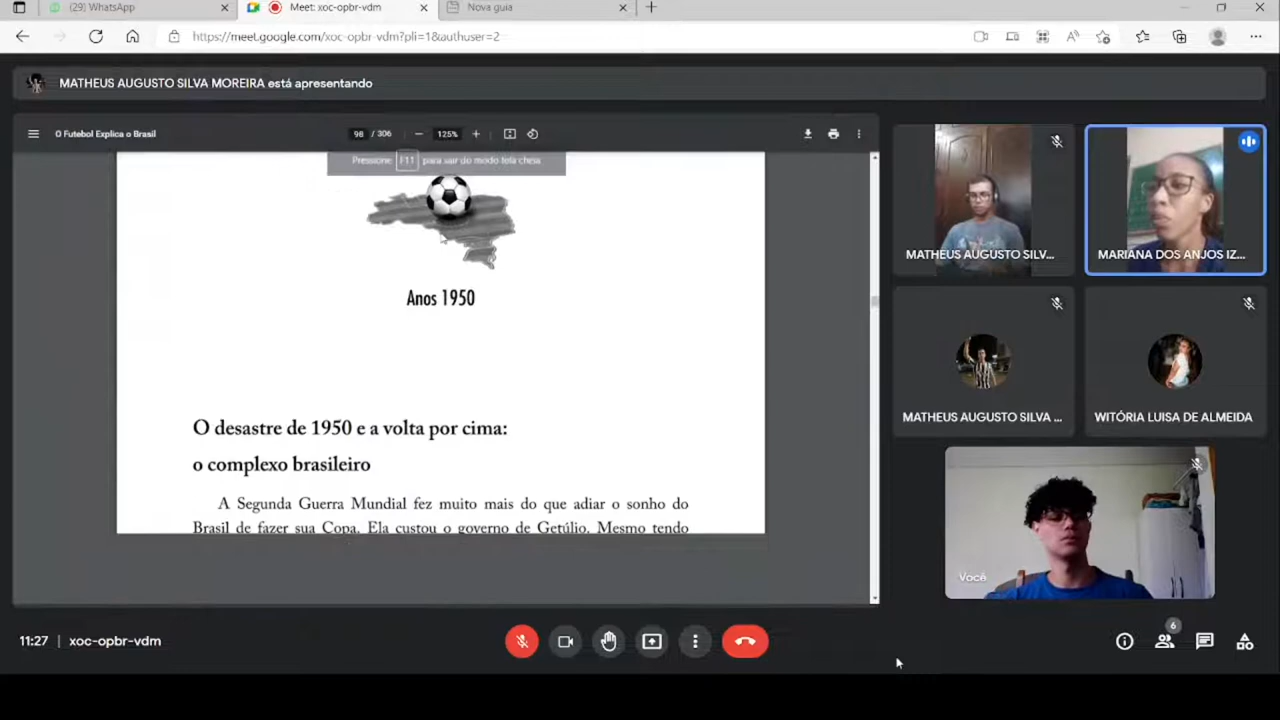 (29) WhatsApp
Meet: xoc-opbr-vdm
Nova guia
https://meet.google.com/xoc-opbr-vdm?pli=1&authuser=2
MATHEUS AUGUSTO SILVA MOREIRA está apresentando
O Futebol Explica o Brasil
98 / 306
125%
Pressione F11 para sair do modo tela cheia
Anos 1950
O desastre de 1950 e a volta por cima:
o complexo brasileiro
A Segunda Guerra Mundial fez muito mais do que adiar o sonho do
Brasil de fazer sua Copa. Ela custou o governo de Getúlio. Mesmo tendo
MATHEUS AUGUSTO SILV...
MARIANA DOS ANJOS IZ...
MATHEUS AUGUSTO SILVA ...
WITÓRIA LUISA DE ALMEIDA
Você
11:27 | xoc-opbr-vdm
6